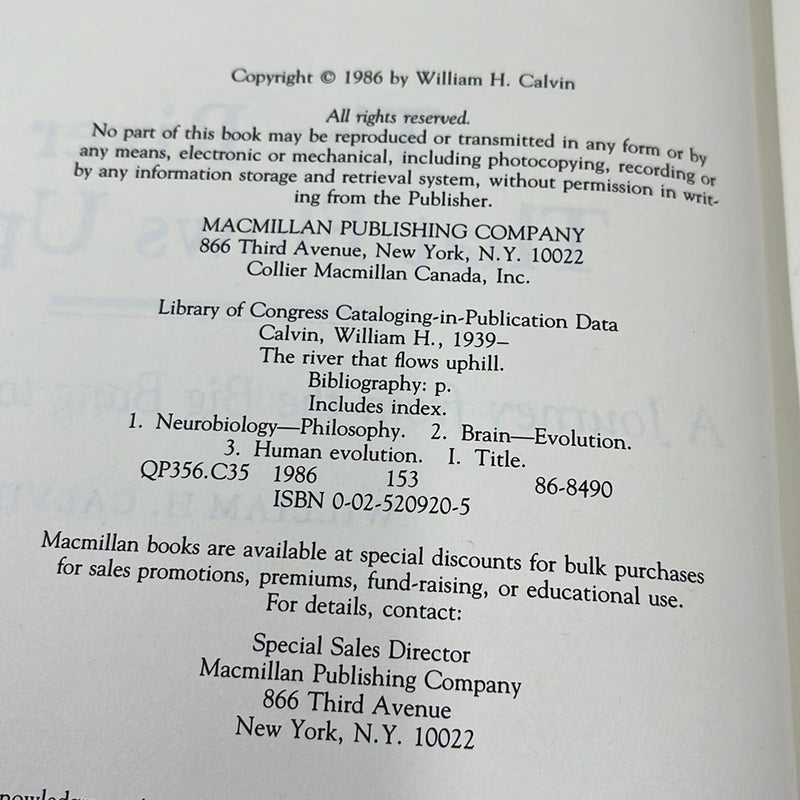 Copyright © 1986 by William H. Calvin
All rights reserved.
No part of this book may be reproduced or transmitted in any form or by
any means, electronic or mechanical, including photocopying, recording or
by any information storage and retrieval system, without permission in writ-
ing from the Publisher.
MACMILLAN PUBLISHING COMPANY
866 Third Avenue, New York, N.Y. 10022
Collier Macmillan Canada, Inc.
Library of Congress Cataloging-in-Publication Data
Calvin, William H., 1939–
The river that flows uphill.
Bibliography: p.
Includes index.
1. Neurobiology—Philosophy. 2. Brain—Evolution.
3. Human evolution. I. Title.
QP356.C35 1986 153 86-8490
ISBN 0-02-520920-5
Macmillan books are available at special discounts for bulk purchases
for sales promotions, premiums, fund-raising, or educational use.
For details, contact:
Special Sales Director
Macmillan Publishing Company
866 Third Avenue
New York, N.Y. 10022